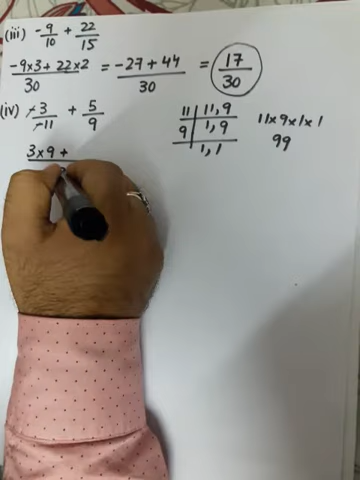 (iii) -9/10 + 22/15
-9×3+22×2/30 = -27+44/30 = 17/30
(iv) -3/-11 + 5/9
3×9+
11 | 11, 9
9 | 1, 9
1, 1
11×9×1×1
99